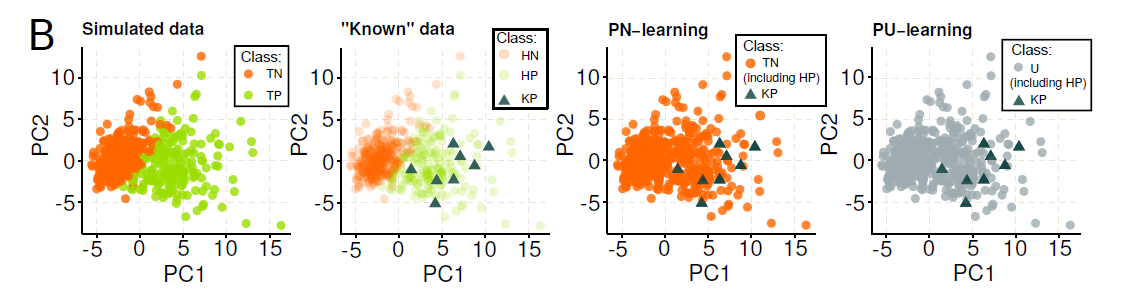 B
Simulated data
Class:
TN
TP
10
5
0
-5
PC2
-5 0 5 10 15
PC1
"Known" data
Class:
HN
HP
KP
10
5
0
-5
PC2
-5 0 5 10 15
PC1
PN−learning
Class:
TN
(including HP)
KP
10
5
0
-5
PC2
-5 0 5 10 15
PC1
PU−learning
Class:
U
(including HP)
KP
10
5
0
-5
PC2
-5 0 5 10 15
PC1